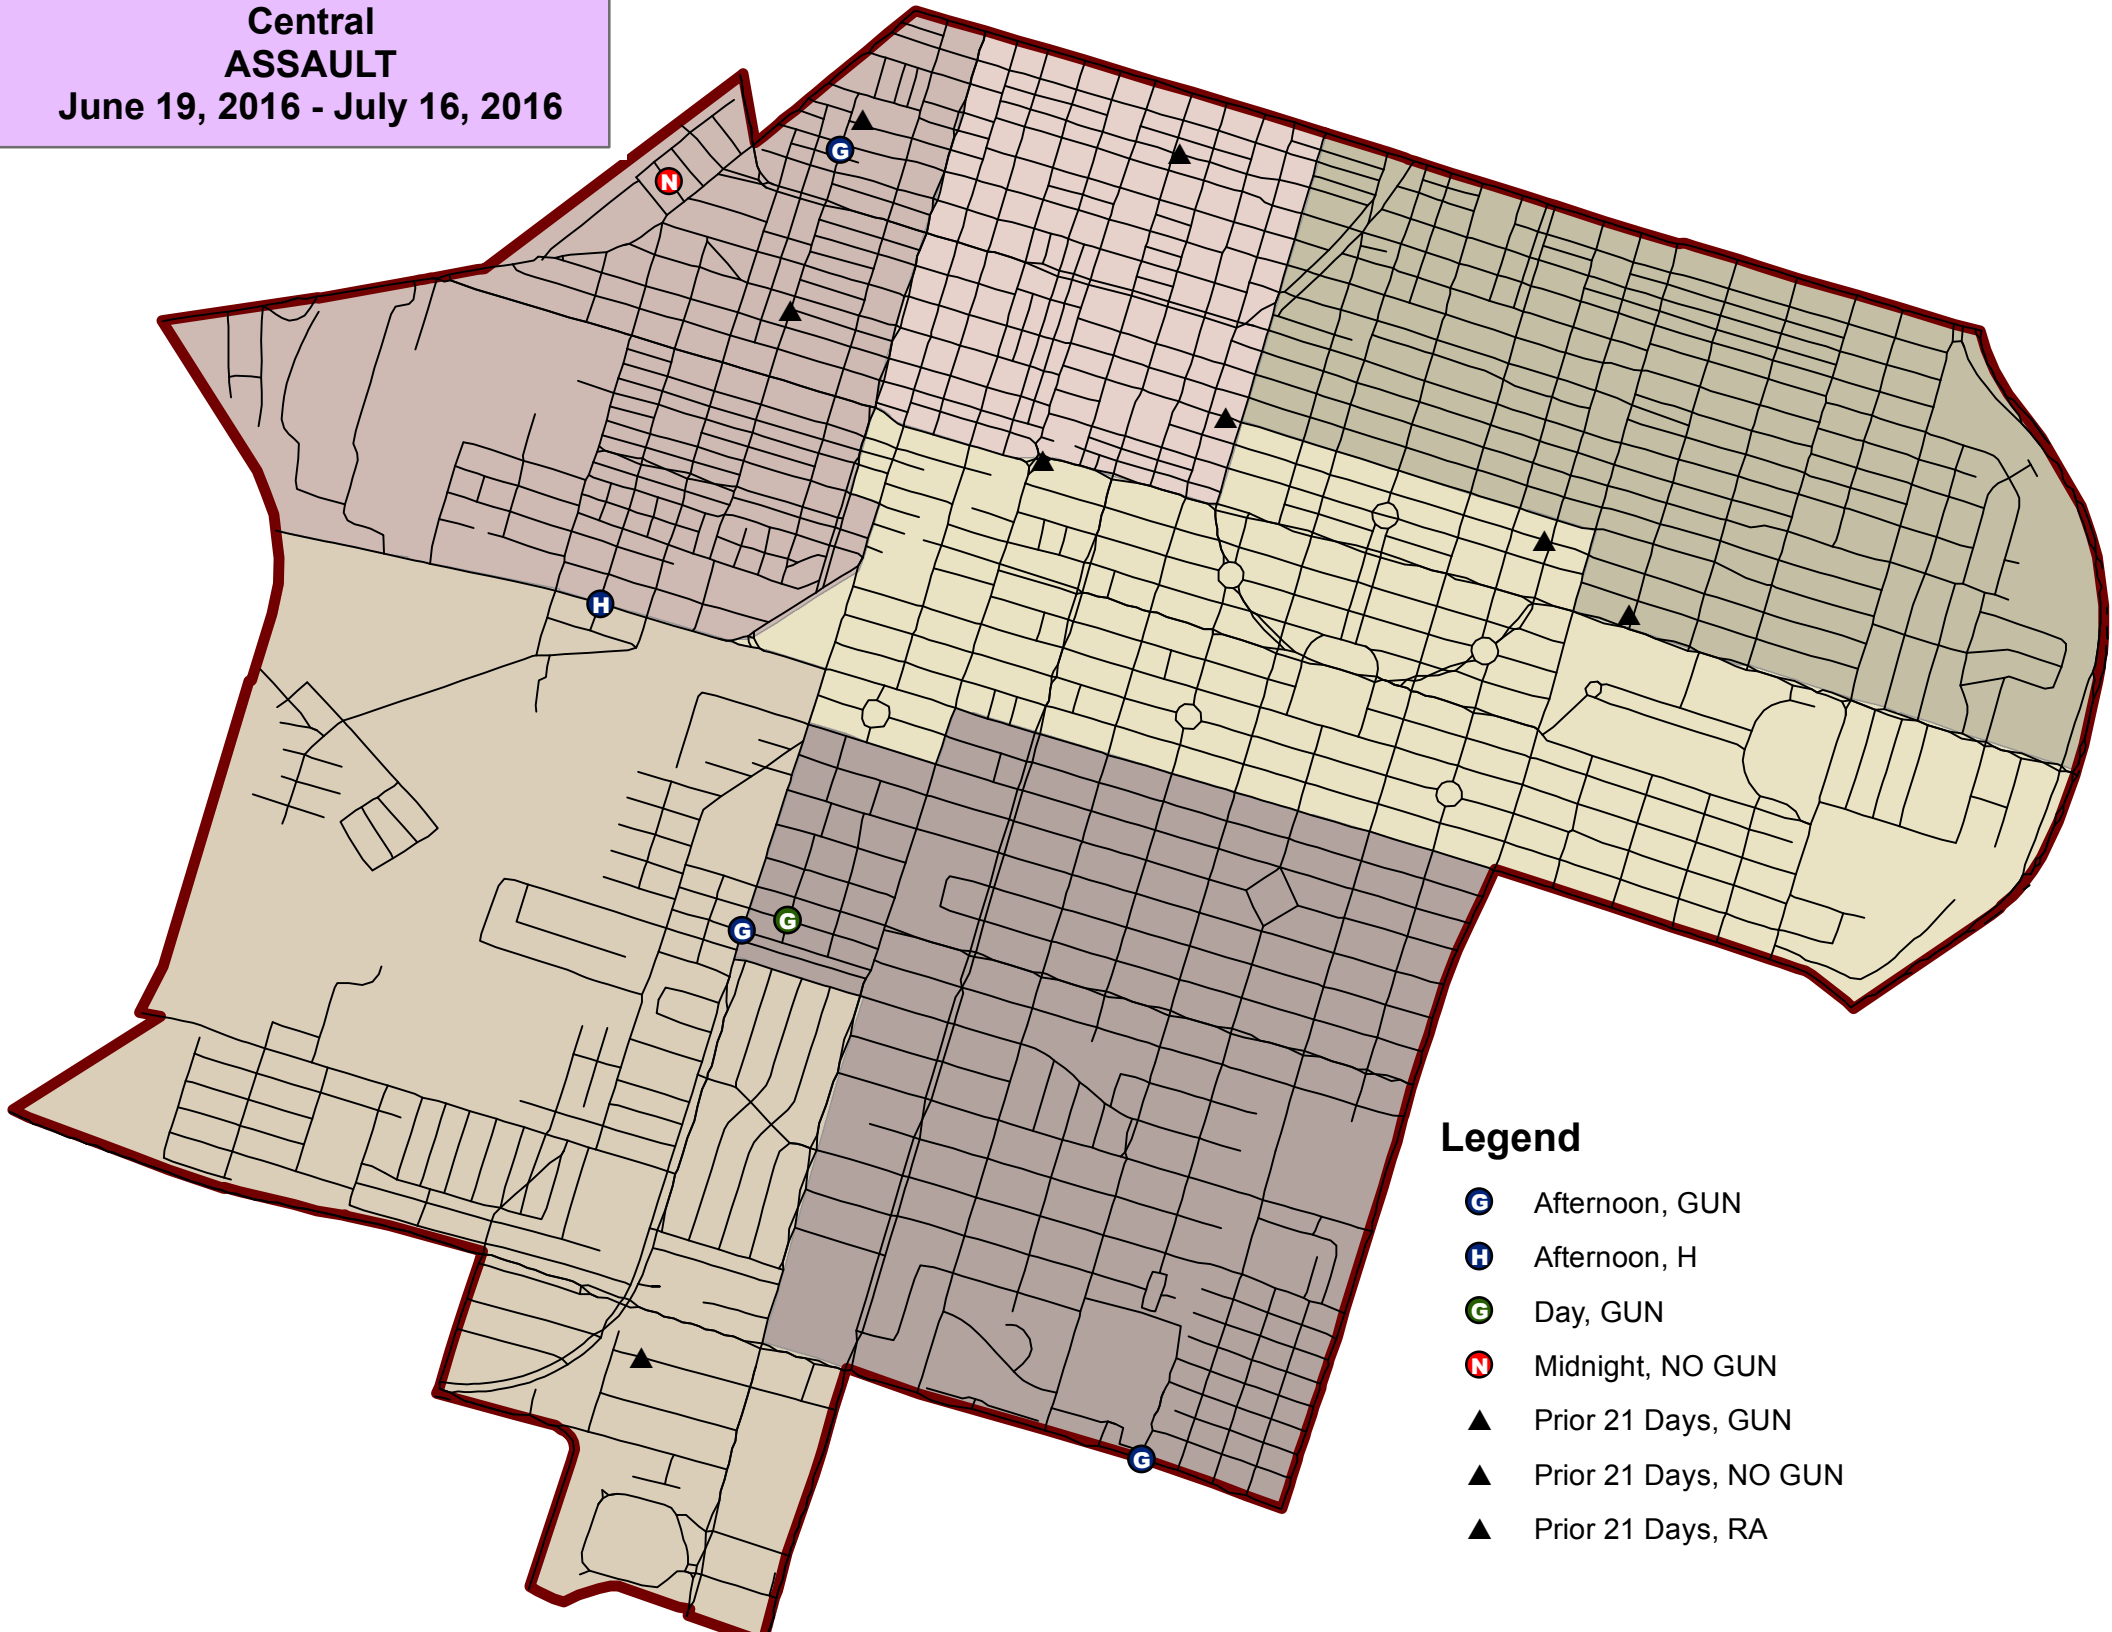 Central
ASSAULT
June 19, 2016 - July 16, 2016
G
N
H
G
G
G
Legend
G Afternoon, GUN
H Afternoon, H
G Day, GUN
N Midnight, NO GUN
Prior 21 Days, GUN
Prior 21 Days, NO GUN
Prior 21 Days, RA